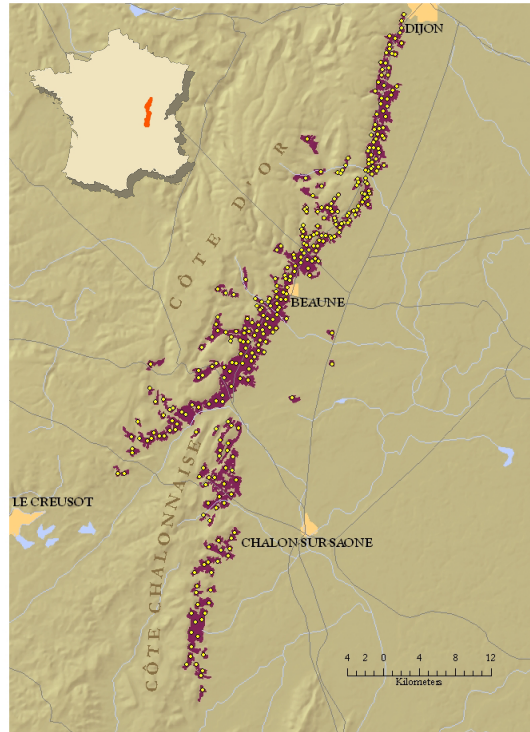 DIJON
CÔTE D'OR
BEAUNE
LE CREUSOT
CÔTE CHALONNAISE
CHALON SUR SAONE
4 2 0 4 8 12
Kilometers